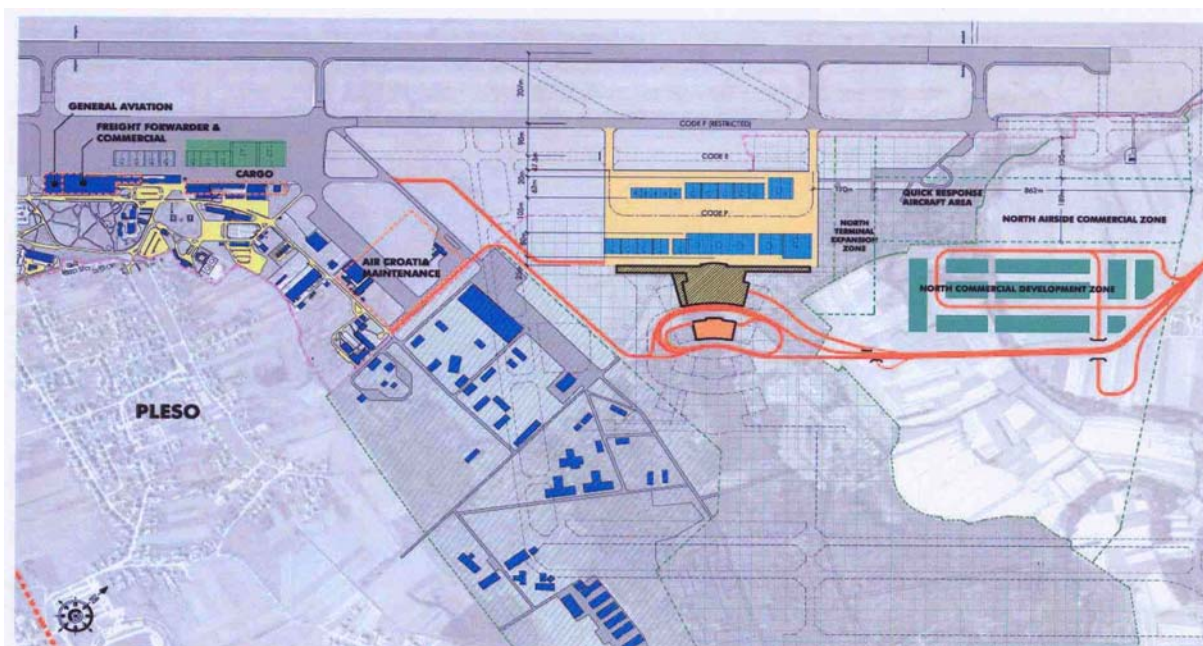 GENERAL AVIATION
FREIGHT FORWARDER &
COMMERCIAL
CARGO
AIR CROATIA
MAINTENANCE
PLESO
CODE F (RESTRICTED)
CODE E
CODE F
90m
NORTH
TERMINAL
EXPANSION
ZONE
QUICK RESPONSE
AIRCRAFT AREA
862m
NORTH AIRSIDE COMMERCIAL ZONE
NORTH COMMERCIAL DEVELOPMENT ZONE